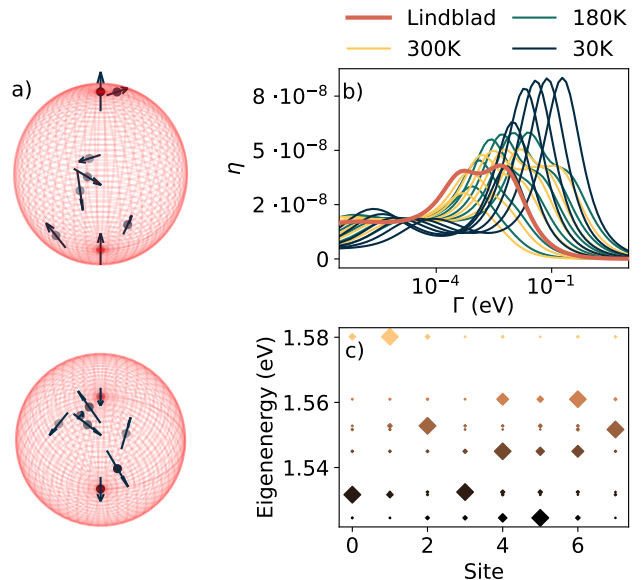 Lindblad 180K
300K 30K
a)
b)
8 ·10⁻⁸
5 ·10⁻⁸
2 ·10⁻⁸
0
η
10⁻⁴ 10⁻¹
Γ (eV)
c)
1.58
1.56
1.54
Eigenenergy (eV)
0 2 4 6
Site